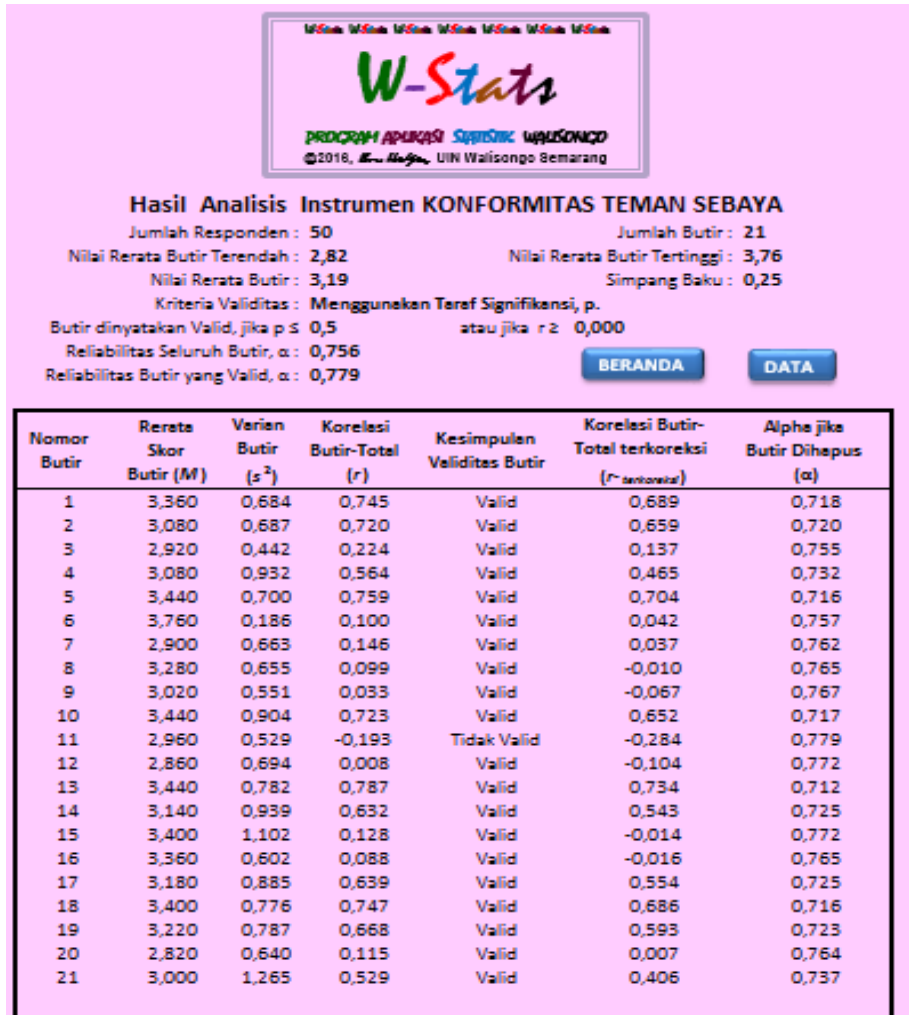 W-Stats W-Stats W-Stats W-Stats W-Stats W-Stats
W-Stats
PROGRAM APLIKASI STATISTIK WALISONGO
©2016, UIN Walisongo Semarang
Hasil Analisis Instrumen KONFORMITAS TEMAN SEBAYA
Jumlah Responden : 50 Jumlah Butir : 21
Nilai Rerata Butir Terendah : 2,82 Nilai Rerata Butir Tertinggi : 3,76
Nilai Rerata Butir : 3,19 Simpang Baku : 0,25
Kriteria Validitas : Menggunakan Taraf Signifikansi, p.
Butir dinyatakan Valid, jika p ≤ 0,5 atau jika r ≥ 0,000
Reliabilitas Seluruh Butir, α : 0,756
Reliabilitas Butir yang Valid, α : 0,779
BERANDA DATA
Nomor Butir Rerata Skor Butir (M) Varian Butir (s²) Korelasi Butir-Total (r) Kesimpulan Validitas Butir Korelasi Butir-Total terkoreksi (r- terkoreksi) Alpha jika Butir Dihapus (α)
1 3,360 0,684 0,745 Valid 0,689 0,718
2 3,080 0,687 0,720 Valid 0,659 0,720
3 2,920 0,442 0,224 Valid 0,137 0,755
4 3,080 0,932 0,564 Valid 0,465 0,732
5 3,440 0,700 0,759 Valid 0,704 0,716
6 3,760 0,186 0,100 Valid 0,042 0,757
7 2,900 0,663 0,146 Valid 0,037 0,762
8 3,280 0,655 0,099 Valid -0,010 0,765
9 3,020 0,551 0,033 Valid -0,067 0,767
10 3,440 0,904 0,723 Valid 0,652 0,717
11 2,960 0,529 -0,193 Tidak Valid -0,284 0,779
12 2,860 0,694 0,008 Valid -0,104 0,772
13 3,440 0,782 0,787 Valid 0,734 0,712
14 3,140 0,939 0,632 Valid 0,543 0,725
15 3,400 1,102 0,128 Valid -0,014 0,772
16 3,360 0,602 0,088 Valid -0,016 0,765
17 3,180 0,885 0,639 Valid 0,554 0,725
18 3,400 0,776 0,747 Valid 0,686 0,716
19 3,220 0,787 0,668 Valid 0,593 0,723
20 2,820 0,640 0,115 Valid 0,007 0,764
21 3,000 1,265 0,529 Valid 0,406 0,737